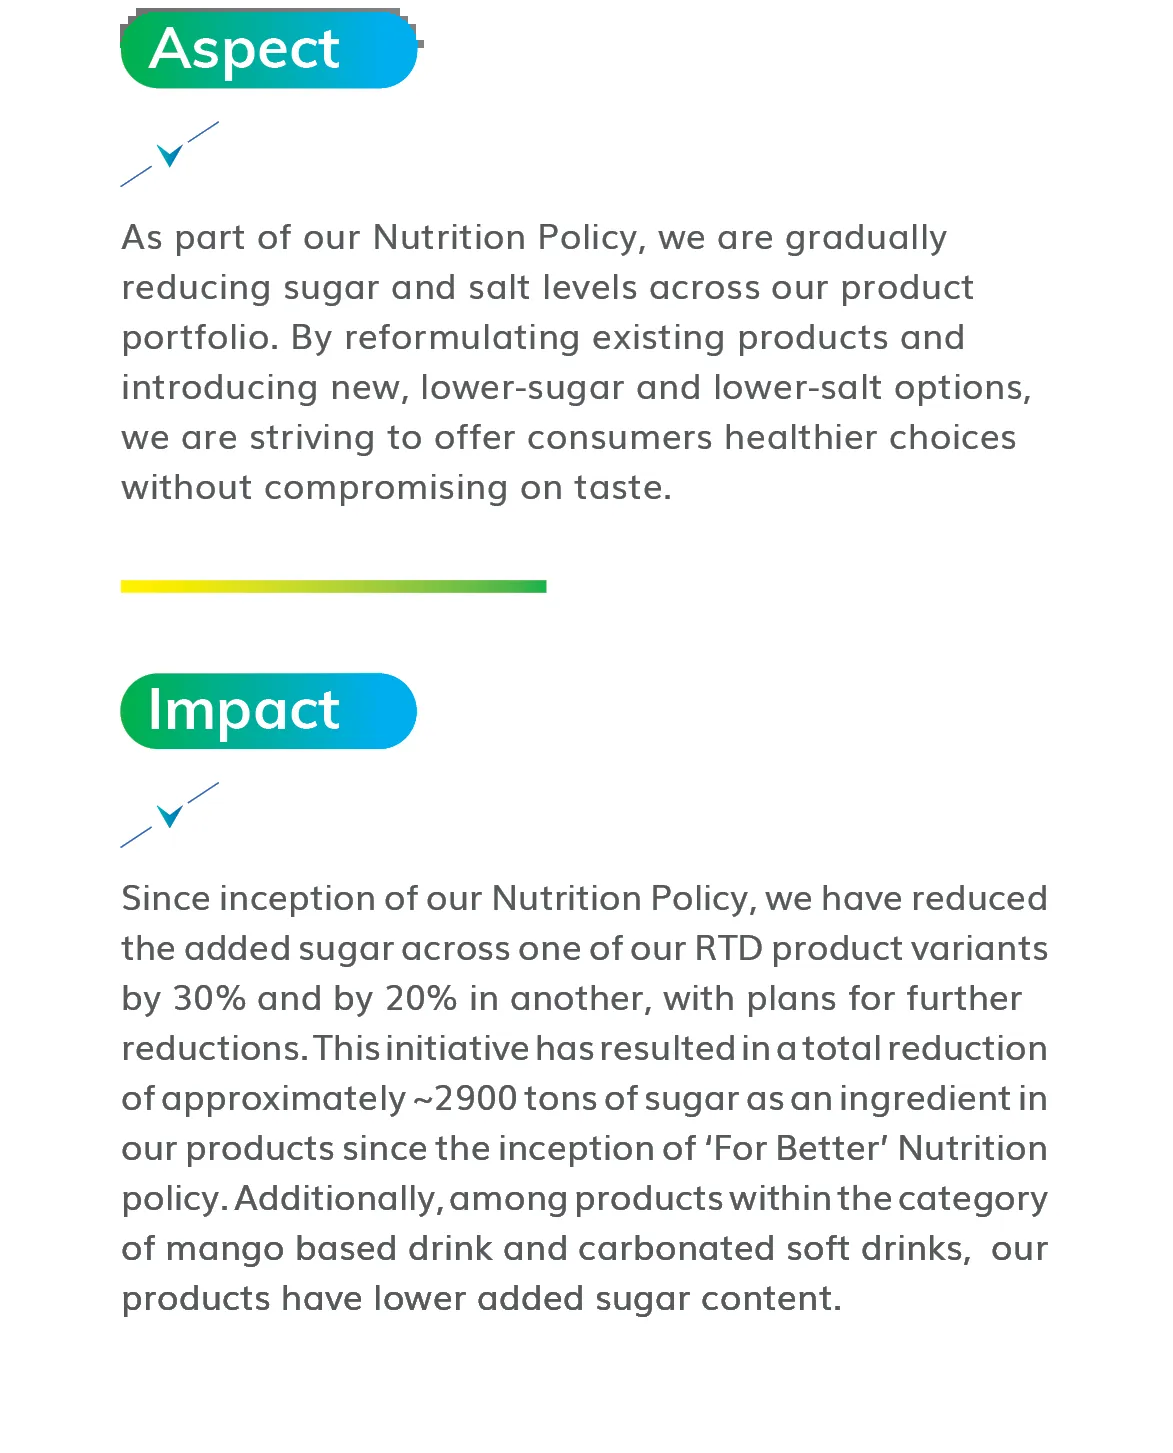 Aspect
As part of our Nutrition Policy, we are gradually
reducing sugar and salt levels across our product
portfolio. By reformulating existing products and
introducing new, lower-sugar and lower-salt options,
we are striving to offer consumers healthier choices
without compromising on taste.
Impact
Since inception of our Nutrition Policy, we have reduced
the added sugar across one of our RTD product variants
by 30% and by 20% in another, with plans for further
reductions. This initiative has resulted in a total reduction
of approximately ~2900 tons of sugar as an ingredient in
our products since the inception of ‘For Better’ Nutrition
policy. Additionally, among products within the category
of mango based drink and carbonated soft drinks, our
products have lower added sugar content.